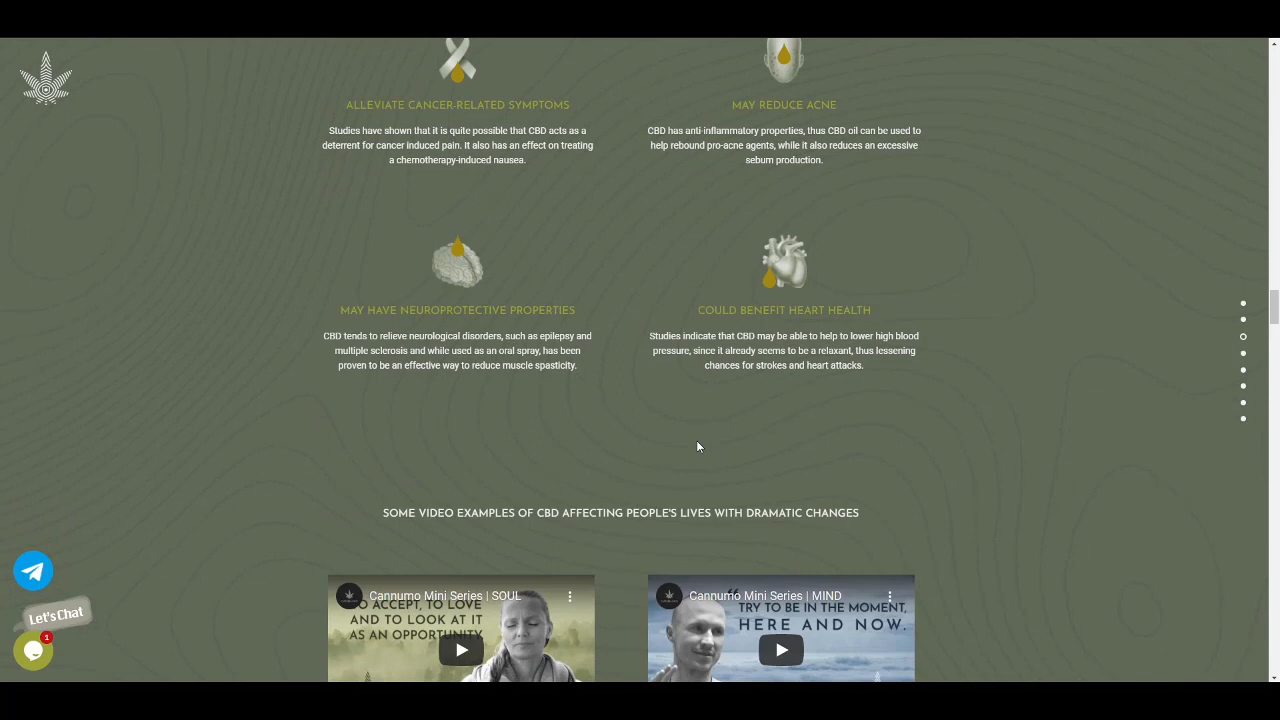 ALLEVIATE CANCER-RELATED SYMPTOMS
Studies have shown that it is quite possible that CBD acts as a
deterrent for cancer induced pain. It also has an effect on treating
a chemotherapy-induced nausea.
MAY REDUCE ACNE
CBD has anti-inflammatory properties, thus CBD oil can be used to
help rebound pro-acne agents, while it also reduces an excessive
sebum production.
MAY HAVE NEUROPROTECTIVE PROPERTIES
CBD tends to relieve neurological disorders, such as epilepsy and
multiple sclerosis and while used as an oral spray, has been
proven to be an effective way to reduce muscle spasticity.
COULD BENEFIT HEART HEALTH
Studies indicate that CBD may be able to help to lower high blood
pressure, since it already seems to be a relaxant, thus lessening
chances for strokes and heart attacks.
SOME VIDEO EXAMPLES OF CBD AFFECTING PEOPLE'S LIVES WITH DRAMATIC CHANGES
Cannumo Mini Series | SOUL
TO ACCEPT, TO LOVE
AND TO LOOK AT IT
AS AN OPPORTUNITY
Cannumo Mini Series | MIND
TRY TO BE IN THE MOMENT,
HERE AND NOW.
Let'sChat
1